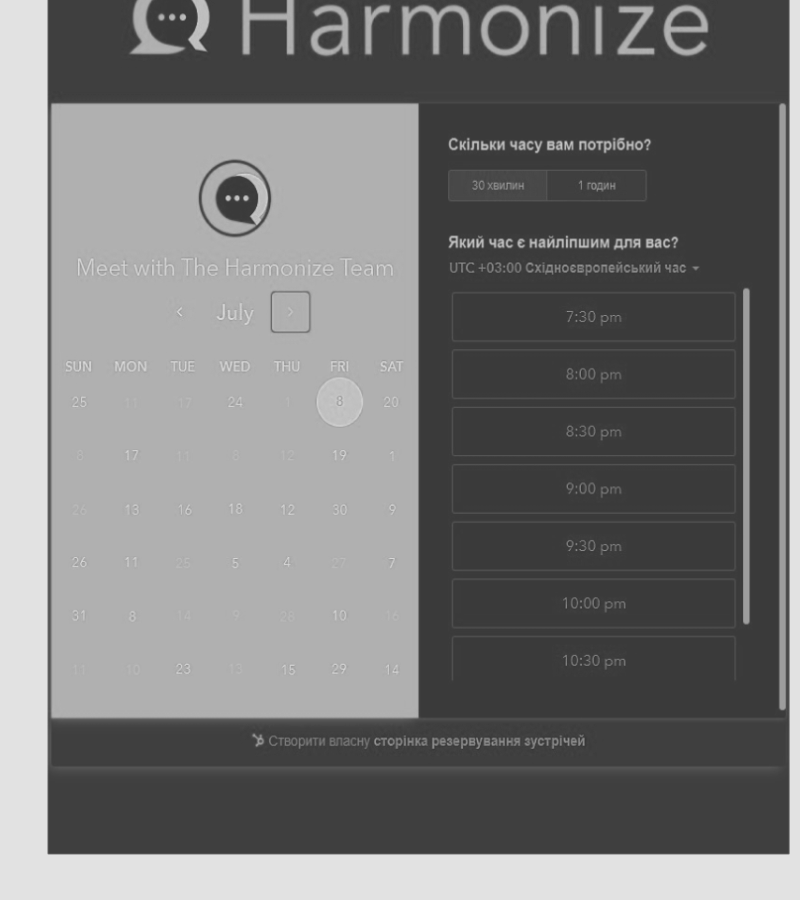 Harmonize
Meet with The Harmonize Team
July
SUN MON TUE WED THU FRI SAT
25 11 17 24 1 8 20
6 17 11 8 12 19 1
26 13 16 18 12 30 9
26 11 25 5 4 27 7
31 8 14 9 28 10 16
11 10 23 13 15 29 14
Скільки часу вам потрібно?
30 хвилин 1 годин
Який час є найліпшим для вас?
UTC +03:00 Східноєвропейський час
7:30 pm
8:00 pm
8:30 pm
9:00 pm
9:30 pm
10:00 pm
10:30 pm
Створити власну сторінка резервування зустрічей